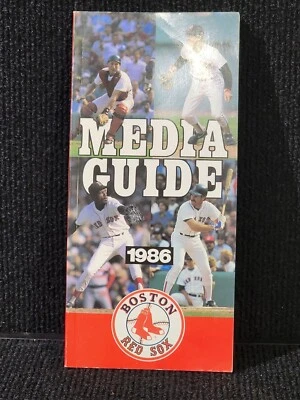 MEDIA
GUIDE
1986
BOSTON
RED SOX